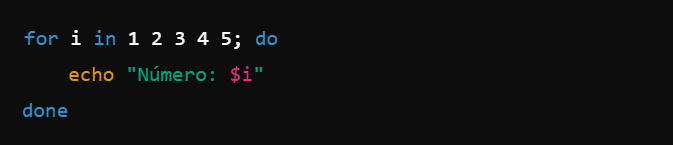 for i in 1 2 3 4 5; do
    echo "Número: $i"
done